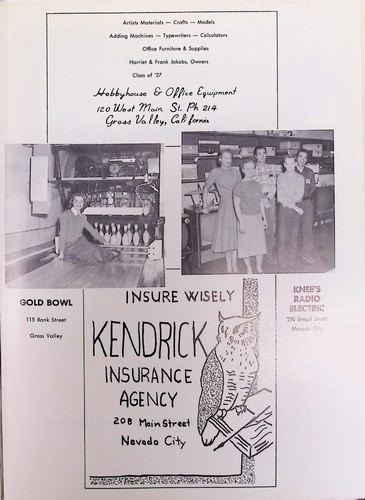 Artists Materials — Crafts — Models
Adding Machines — Typewriters — Calculators
Office Furniture & Supplies
Harriet & Frank Jakobs, Owners
Class of '27
Hobbyhouse & Office Equipment
120 West Main St. Ph 214
Grass Valley, California
GOLD BOWL
115 Bank Street
Grass Valley
INSURE WISELY
KENDRICK
INSURANCE
AGENCY
208 Main Street
Nevada City
KNEE'S
RADIO
ELECTRIC
Broad Street
Nevada City